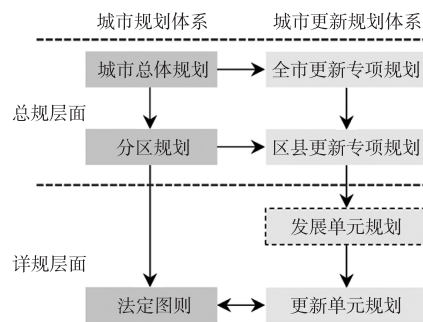 城市规划体系 城市更新规划体系
城市总体规划 全市更新专项规划
总规层面
分区规划 区县更新专项规划
发展单元规划
详规层面
法定图则 更新单元规划